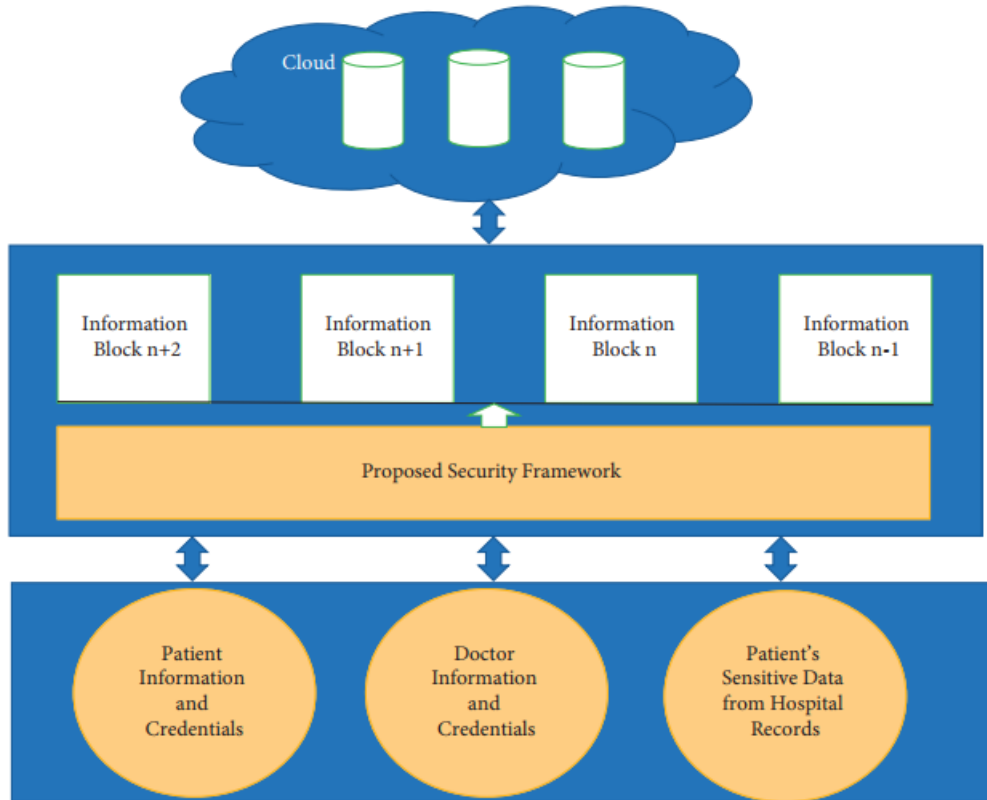 Cloud
Information
Block n+2
Information
Block n+1
Information
Block n
Information
Block n-1
Proposed Security Framework
Patient
Information
and
Credentials
Doctor
Information
and
Credentials
Patient's
Sensitive Data
from Hospital
Records